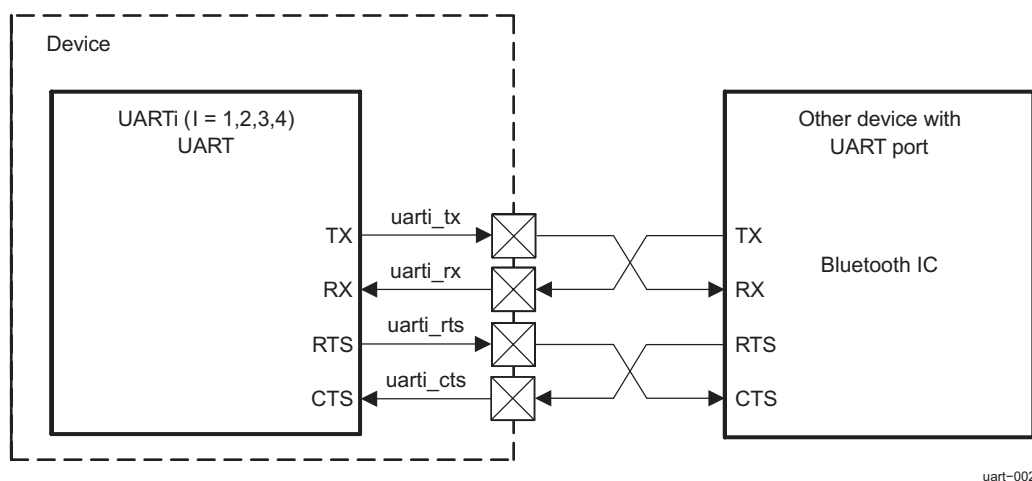 Device
UARTi (I = 1,2,3,4)
UART
Other device with
UART port
Bluetooth IC
TX
uarti_tx
TX
RX
uarti_rx
RX
RTS
uarti_rts
RTS
CTS
uarti_cts
CTS
uart-002